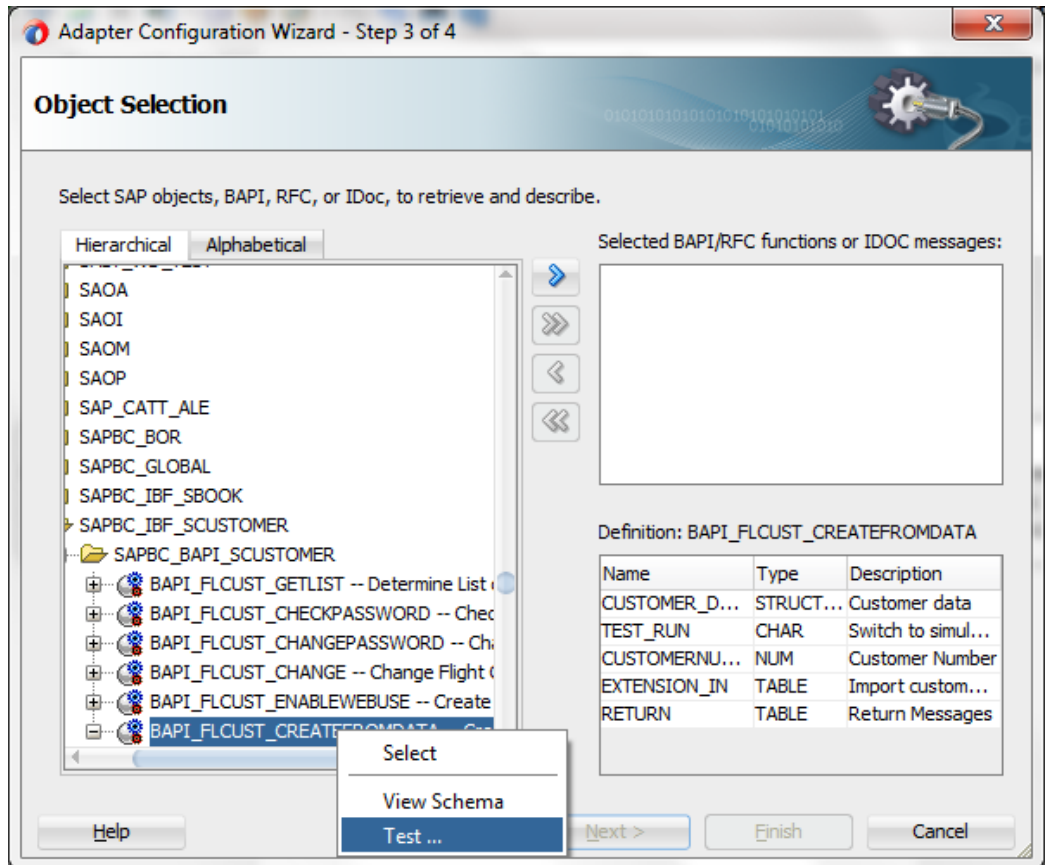 Adapter Configuration Wizard - Step 3 of 4
x
Object Selection
Select SAP objects, BAPI, RFC, or IDoc, to retrieve and describe.
Hierarchical Alphabetical
Selected BAPI/RFC functions or IDOC messages:
SAOA
SAOI
SAOM
SAOP
SAP_CATT_ALE
SAPBC_BOR
SAPBC_GLOBAL
SAPBC_IBF_SBOOK
SAPBC_IBF_SCUSTOMER
SAPBC_BAPI_SCUSTOMER
BAPI_FLCUST_GETLIST -- Determine List
BAPI_FLCUST_CHECKPASSWORD -- Chec
BAPI_FLCUST_CHANGEPASSWORD -- Cha
BAPI_FLCUST_CHANGE -- Change Flight
BAPI_FLCUST_ENABLEWEBUSE -- Create
BAPI_FLCUST_CREATEFROMDATA -- Cre
Definition: BAPI_FLCUST_CREATEFROMDATA
Name Type Description
CUSTOMER_D... STRUCT... Customer data
TEST_RUN CHAR Switch to simul...
CUSTOMERNU... NUM Customer Number
EXTENSION_IN TABLE Import custom...
RETURN TABLE Return Messages
Select
View Schema
Test ...
Help
Next >
Finish
Cancel